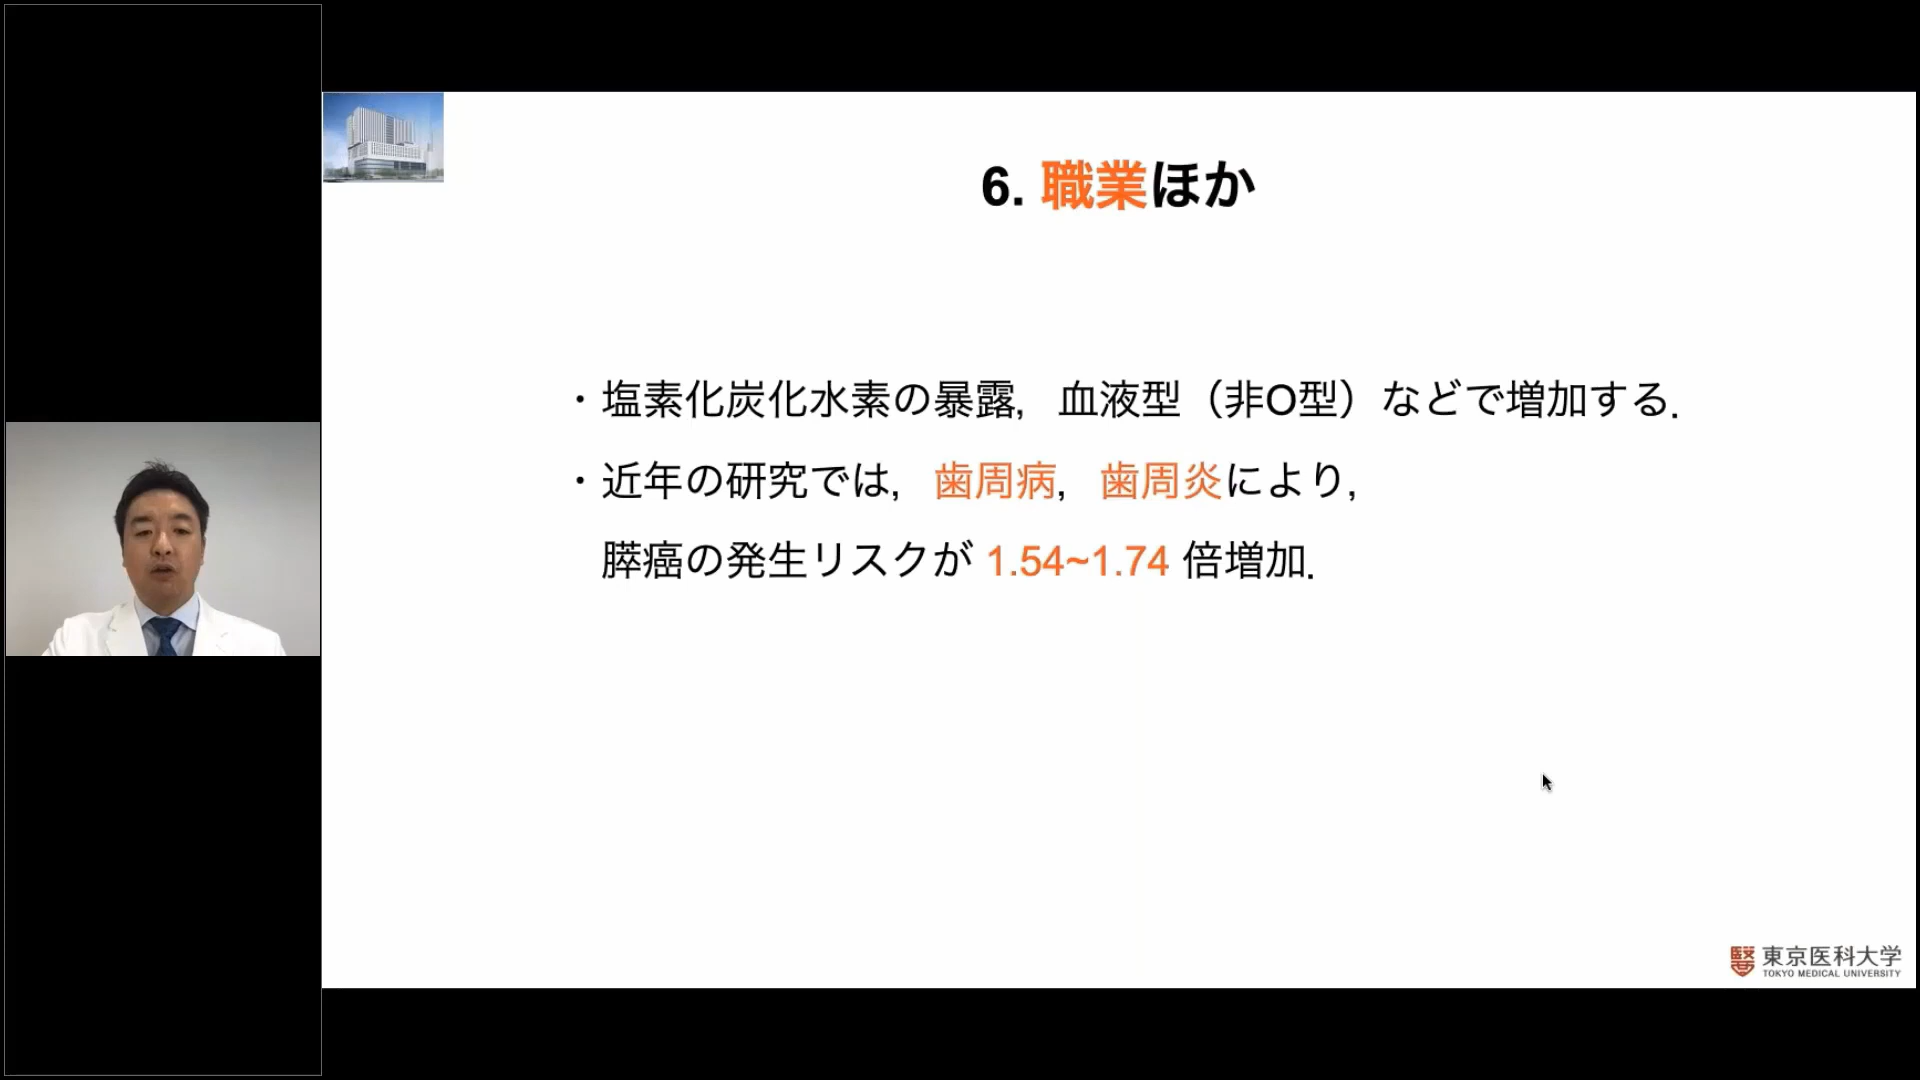 6. 職業ほか
・塩素化炭化水素の暴露,　血液型（非O型）などで増加する.
・近年の研究では,　歯周病,　歯周炎により,
膵癌の発生リスクが 1.54~1.74 倍増加.
醫 東京医科大学
TOKYO MEDICAL UNIVERSITY